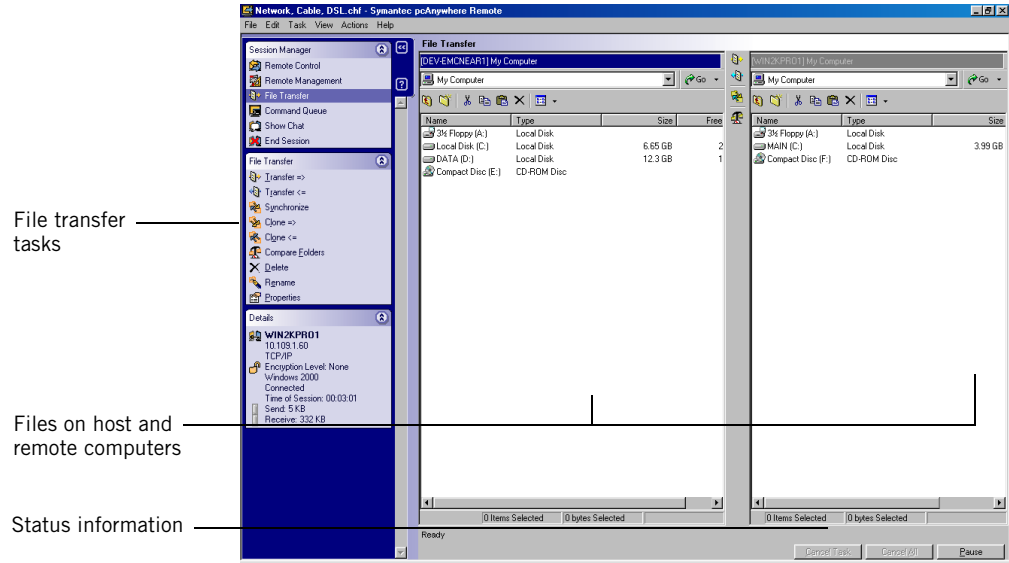 Network, Cable, DSL.chf - Symantec pcAnywhere Remote
File Edit Task View Actions Help
Session Manager
Remote Control
Remote Management
File Transfer
Command Queue
Show Chat
End Session
File Transfer
Transfer =>
Transfer <=
Synchronize
Clone =>
Clone <=
Compare Folders
Delete
Rename
Properties
Details
WIN2KPRO1
10.109.1.60
TCP/IP
Encryption Level: None
Windows 2000
Connected
Time of Session: 00:03:01
Send: 5 KB
Receive: 332 KB
File Transfer
[DEV-EMCNEAR1] My Computer
My Computer Go
Name Type Size Free
3½ Floppy (A:) Local Disk
Local Disk (C:) Local Disk 6.65 GB 2
DATA (D:) Local Disk 12.3 GB 1
Compact Disc (E:) CD-ROM Disc
0 Items Selected 0 bytes Selected
[WIN2KPRO1] My Computer
My Computer Go
Name Type Size
3½ Floppy (A:) Local Disk
MAIN (C:) Local Disk 3.99 GB
Compact Disc (F:) CD-ROM Disc
0 Items Selected 0 bytes Selected
Ready
Cancel Task Cancel All Pause
File transfer
tasks
Files on host and
remote computers
Status information